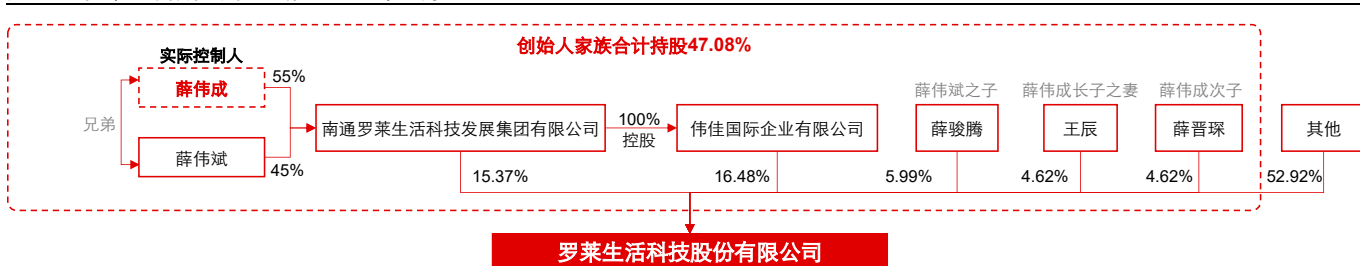 创始人家族合计持股47.08%
实际控制人
薛伟成
55%
兄弟
薛伟斌
45%
南通罗莱生活科技发展集团有限公司
100%
控股
伟佳国际企业有限公司
薛伟斌之子
薛骏腾
薛伟成长子之妻
王辰
薛伟成次子
薛晋琛
其他
15.37%
16.48%
5.99%
4.62%
4.62%
52.92%
罗莱生活科技股份有限公司